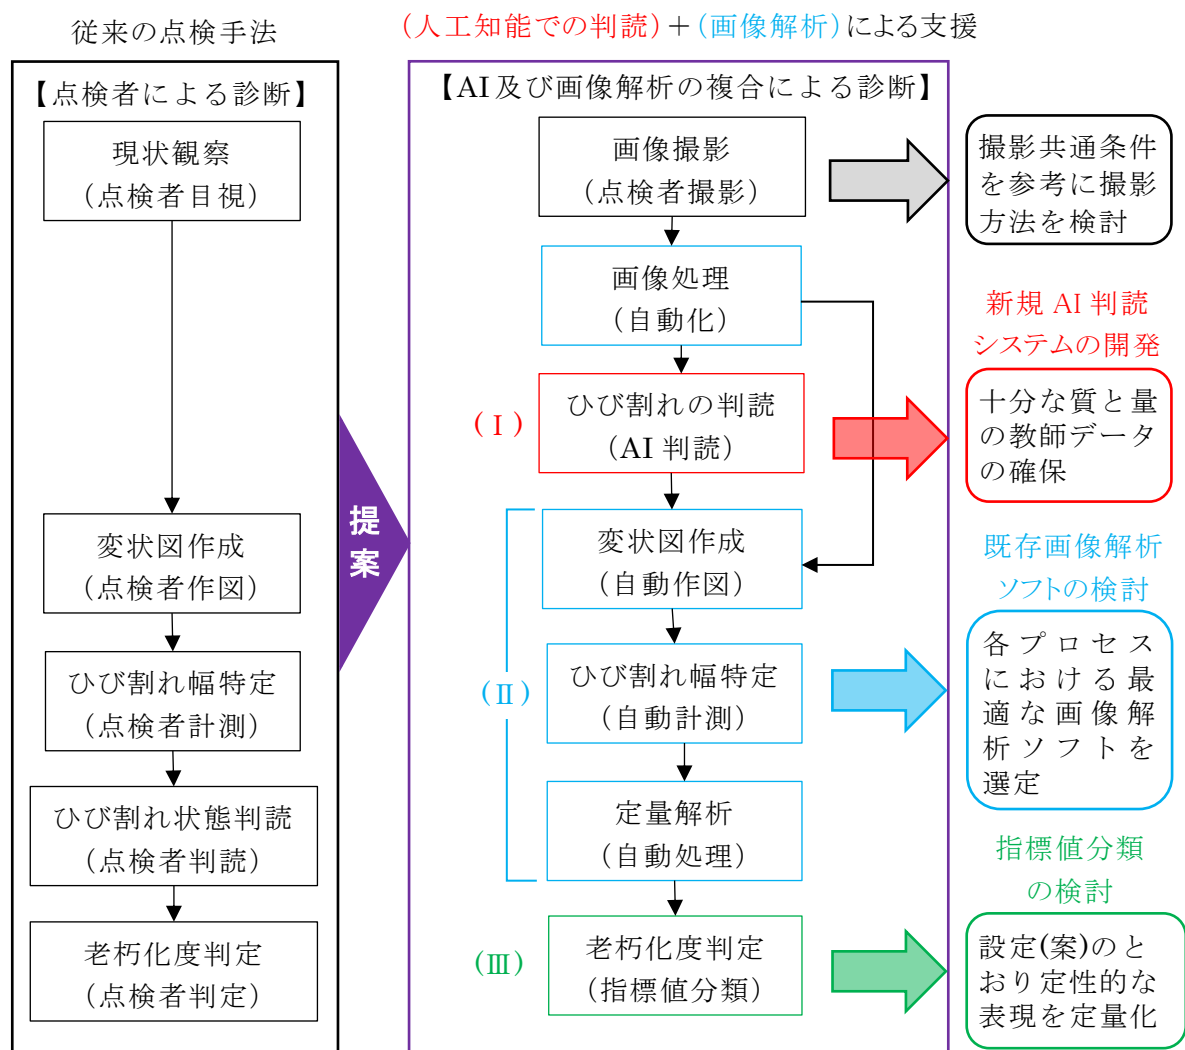 従来の点検手法
(人工知能での判読)＋(画像解析)による支援
【点検者による診断】
現状観察
(点検者目視)
変状図作成
(点検者作図)
ひび割れ幅特定
(点検者計測)
ひび割れ状態判読
(点検者判読)
老朽化度判定
(点検者判定)
提
案
【AI及び画像解析の複合による診断】
画像撮影
(点検者撮影)
画像処理
(自動化)
(Ⅰ)
ひび割れの判読
(AI 判読)
(Ⅱ)
変状図作成
(自動作図)
ひび割れ幅特定
(自動計測)
定量解析
(自動処理)
(Ⅲ)
老朽化度判定
(指標値分類)
撮影共通条件
を参考に撮影
方法を検討
新規 AI 判読
システムの開発
十分な質と量
の教師データ
の確保
既存画像解析
ソフトの検討
各プロセス
における最
適な画像解
析ソフトを
選定
指標値分類
の検討
設定(案)のと
おり定性的な
表現を定量化